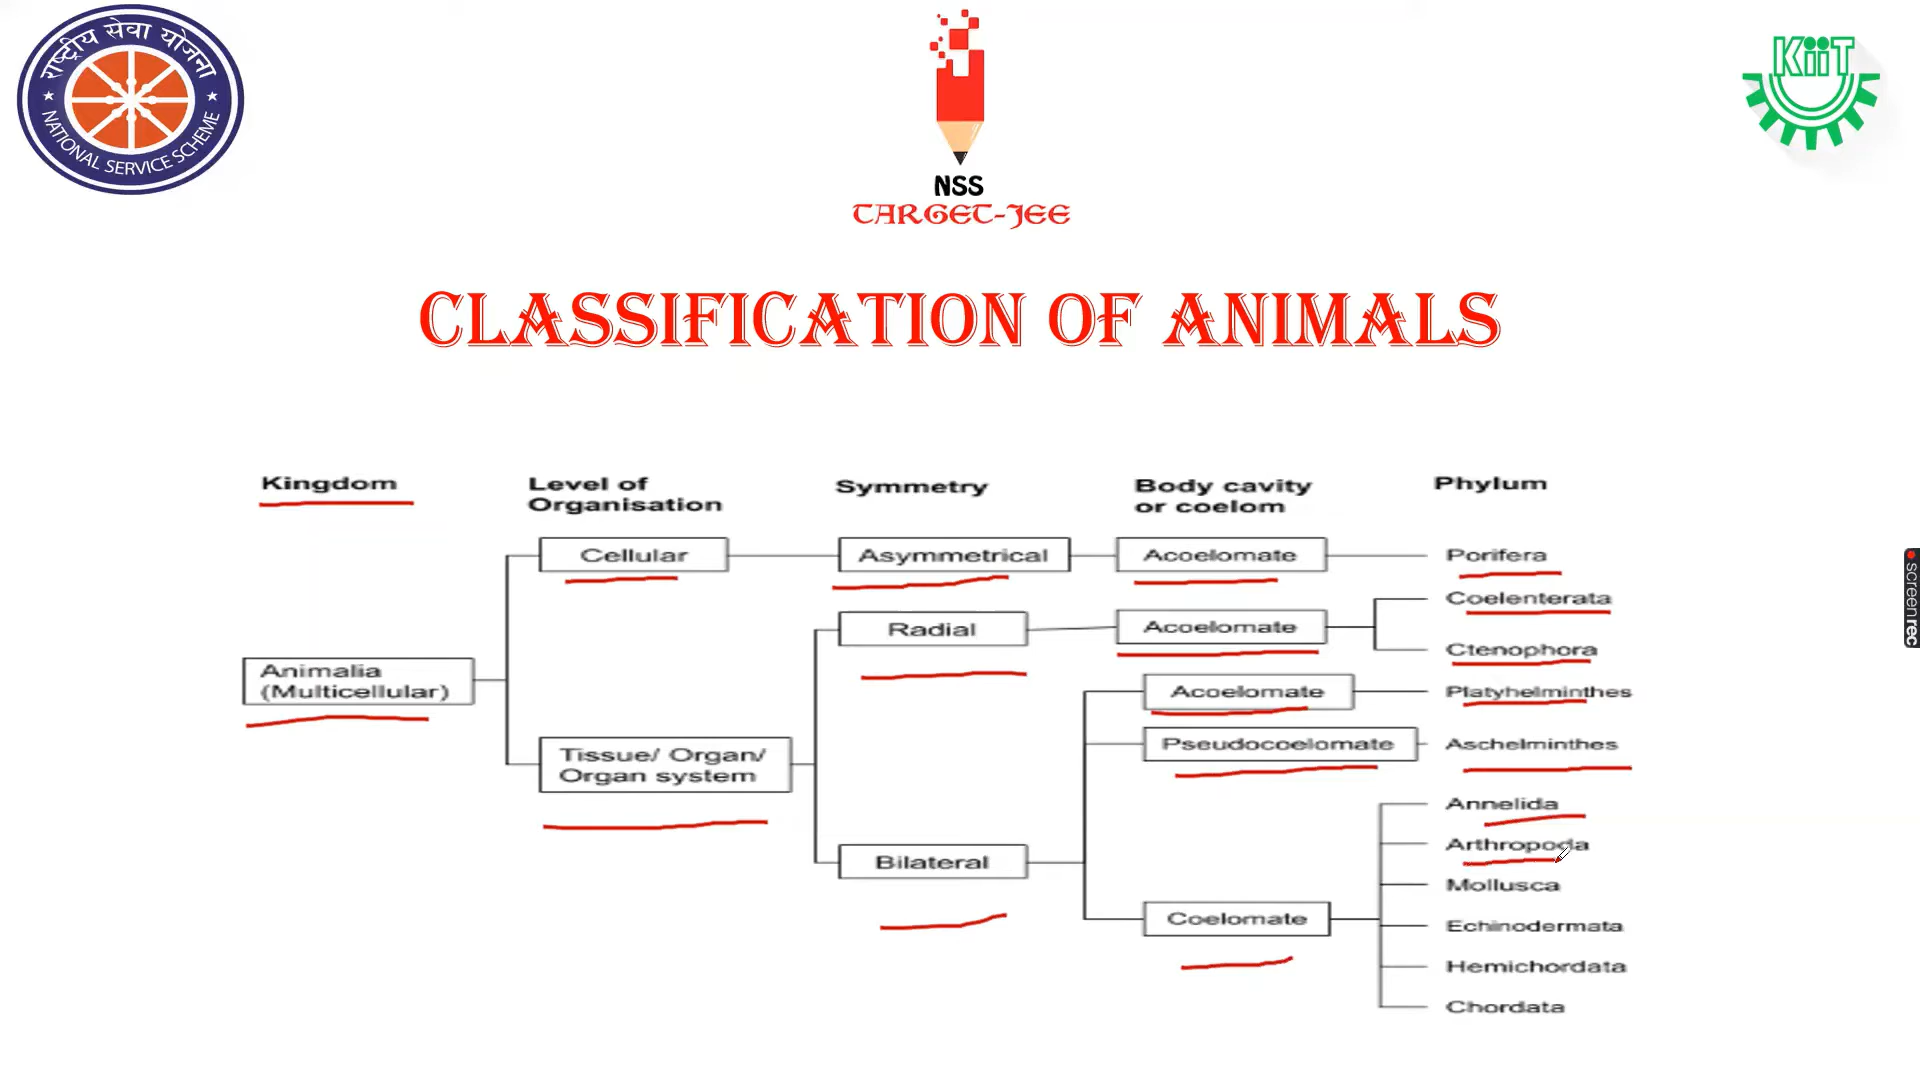 राष्ट्रीय सेवा योजना
NATIONAL SERVICE SCHEME
NSS
TARGET-JEE
KiiT
CLASSIFICATION OF ANIMALS
Kingdom
Level of
Organisation
Symmetry
Body cavity
or coelom
Phylum
Cellular
Asymmetrical
Acoelomate
Porifera
Radial
Acoelomate
Coelenterata
Ctenophora
Animalia
(Multicellular)
Acoelomate
Platyhelminthes
Tissue/ Organ/
Organ system
Pseudocoelomate
Aschelminthes
Bilateral
Coelomate
Annelida
Arthropoda
Mollusca
Echinodermata
Hemichordata
Chordata
screenrec